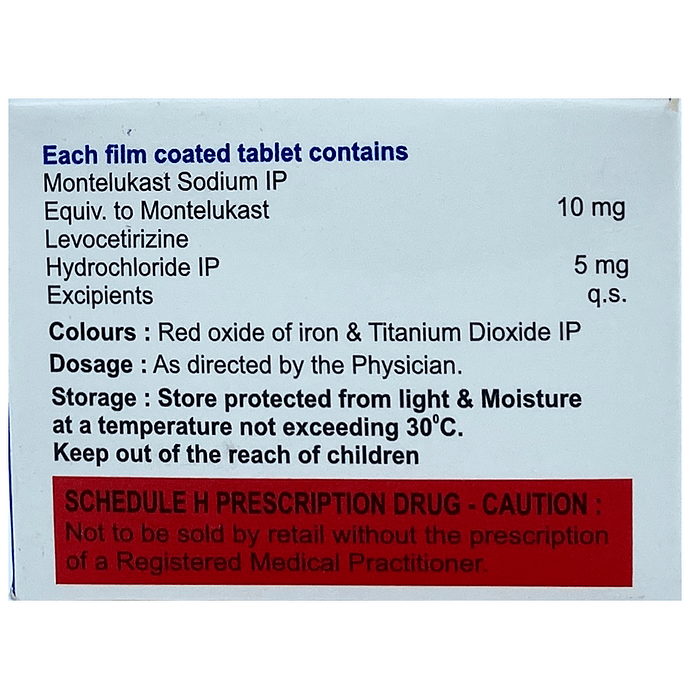 Each film coated tablet contains
Montelukast Sodium IP
Equiv. to Montelukast 10 mg
Levocetirizine
Hydrochloride IP 5 mg
Excipients q.s.
Colours : Red oxide of iron & Titanium Dioxide IP
Dosage : As directed by the Physician.
Storage : Store protected from light & Moisture
at a temperature not exceeding 30⁰C.
Keep out of the reach of children
SCHEDULE H PRESCRIPTION DRUG - CAUTION :
Not to be sold by retail without the prescription
of a Registered Medical Practitioner.